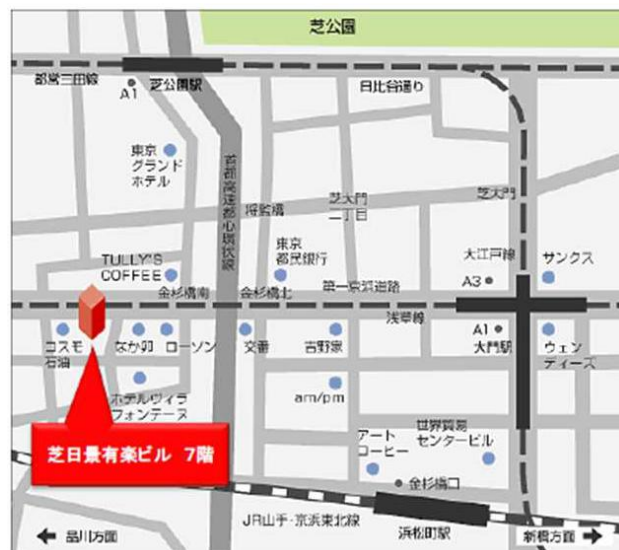 芝公園
都営三田線
芝公園駅
日比谷通り
A1
東京
グランド
ホテル
首都高速都心環状線
将監橋
芝大門
二丁目
芝大門
TULLY'S
COFFEE
東京
都民銀行
大江戸線
サンクス
A3
金杉橋南
金杉橋北
第一京浜道路
浅草線
A1
大門駅
コスモ
石油
なか卯
ローソン
交番
吉野家
ウェン
ディーズ
ホテルヴィラ
フォンテーヌ
am/pm
世界貿易
センタービル
アート
コーヒー
芝日景有楽ビル 7階
金杉橋口
JR山手・京浜東北線
浜松町駅
品川方面
新橋方面